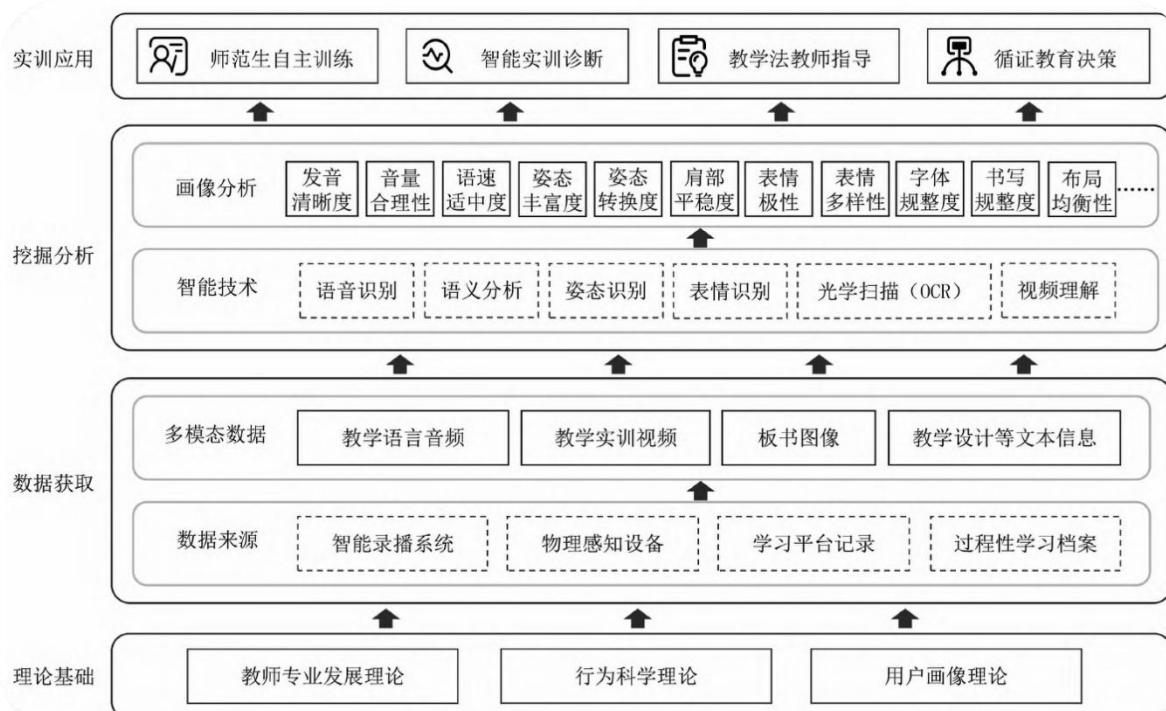 实训应用
师范生自主训练
智能实训诊断
教学法教师指导
循证教育决策
挖掘分析
画像分析
发音
清晰度
音量
合理性
语速
适中度
姿态
丰富度
姿态
转换度
肩部
平稳度
表情
极性
表情
多样性
字体
规整度
书写
规整度
布局
均衡性
……
智能技术
语音识别
语义分析
姿态识别
表情识别
光学扫描（OCR）
视频理解
数据获取
多模态数据
教学语言音频
教学实训视频
板书图像
教学设计等文本信息
数据来源
智能录播系统
物理感知设备
学习平台记录
过程性学习档案
理论基础
教师专业发展理论
行为科学理论
用户画像理论